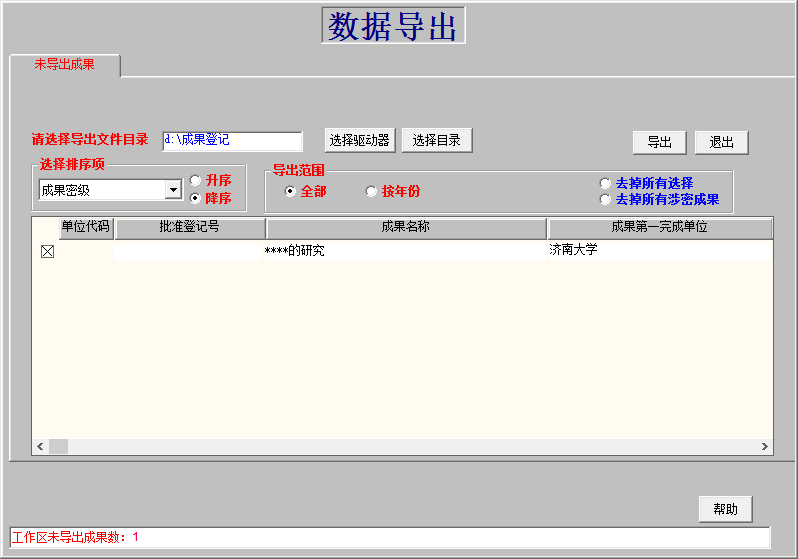 数据导出
未导出成果
请选择导出文件目录 d:\成果登记 选择驱动器 选择目录 导出 退出
选择排序项 导出范围
成果密级 升序 降序 全部 按年份 去掉所有选择
去掉所有涉密成果
单位代码 批准登记号 成果名称 成果第一完成单位
****的研究 济南大学
帮助
工作区未导出成果数：1